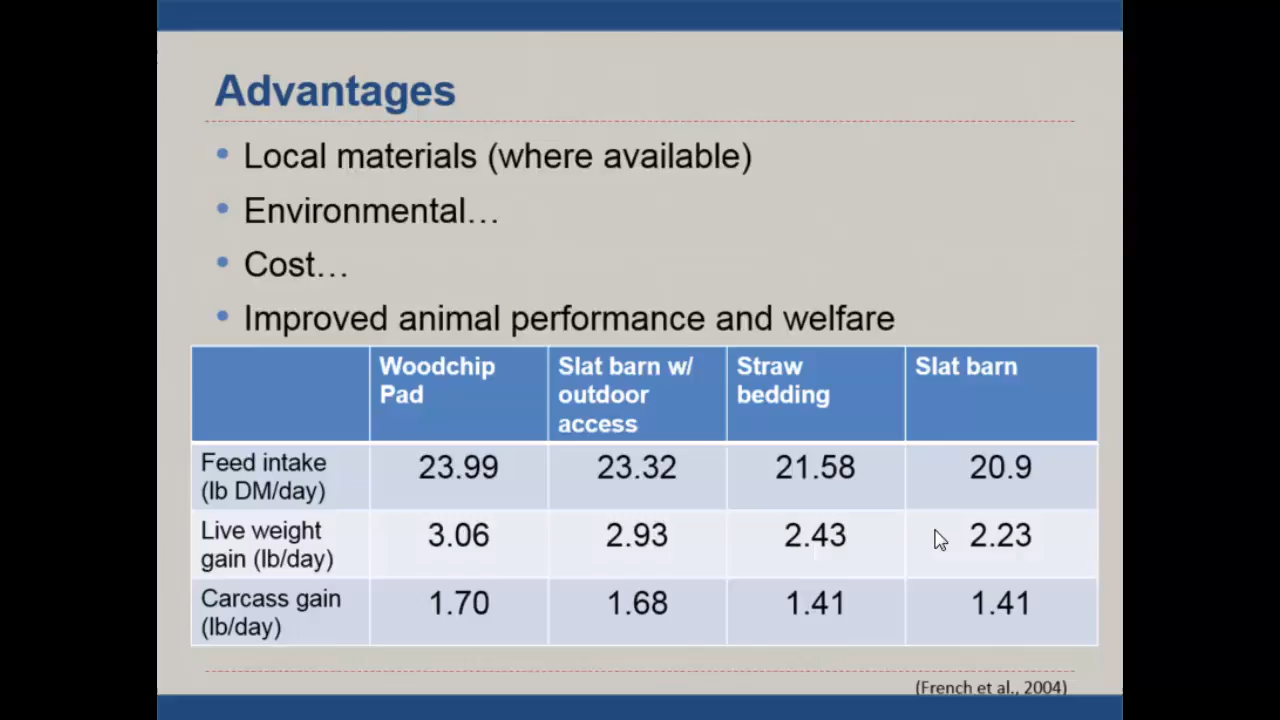 Advantages
• Local materials (where available)
• Environmental…
• Cost…
• Improved animal performance and welfare
Woodchip Pad Slat barn w/ outdoor access Straw bedding Slat barn
Feed intake (lb DM/day) 23.99 23.32 21.58 20.9
Live weight gain (lb/day) 3.06 2.93 2.43 2.23
Carcass gain (lb/day) 1.70 1.68 1.41 1.41
(French et al., 2004)